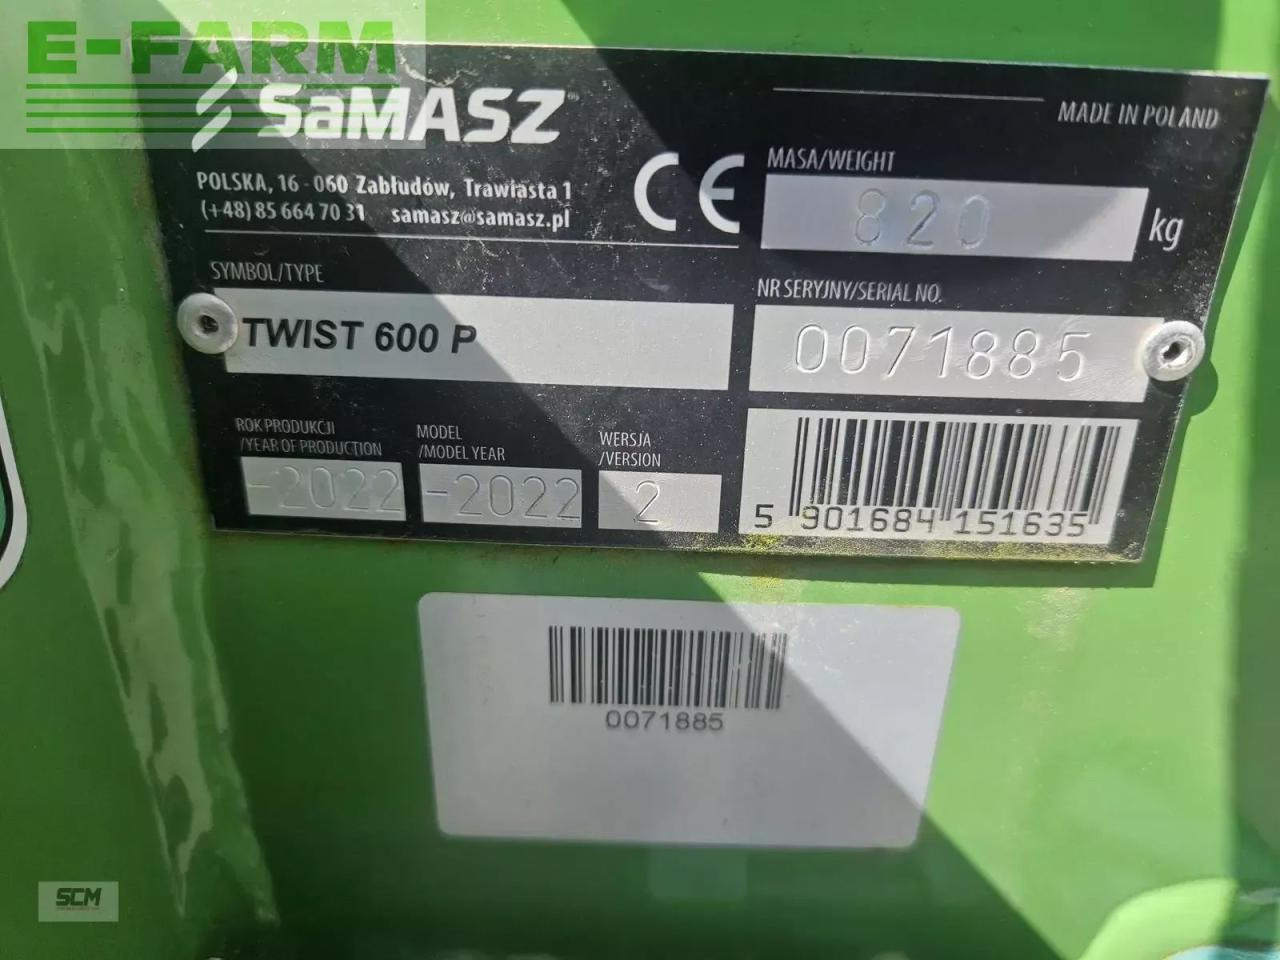 E-FARM
SaMASZ
MADE IN POLAND
POLSKA, 16 - 060 Zabłudów, Trawiasta 1
(+48) 85 664 70 31 samasz@samasz.pl
CE
MASA/WEIGHT
820 kg
SYMBOL/TYPE
TWIST 600 P
NR SERYJNY/SERIAL NO.
0071885
ROK PRODUKCJI
/YEAR OF PRODUCTION
-2022
MODEL
/MODEL YEAR
-2022
WERSJA
/VERSION
2
5 901684 151635
0071885
SCM